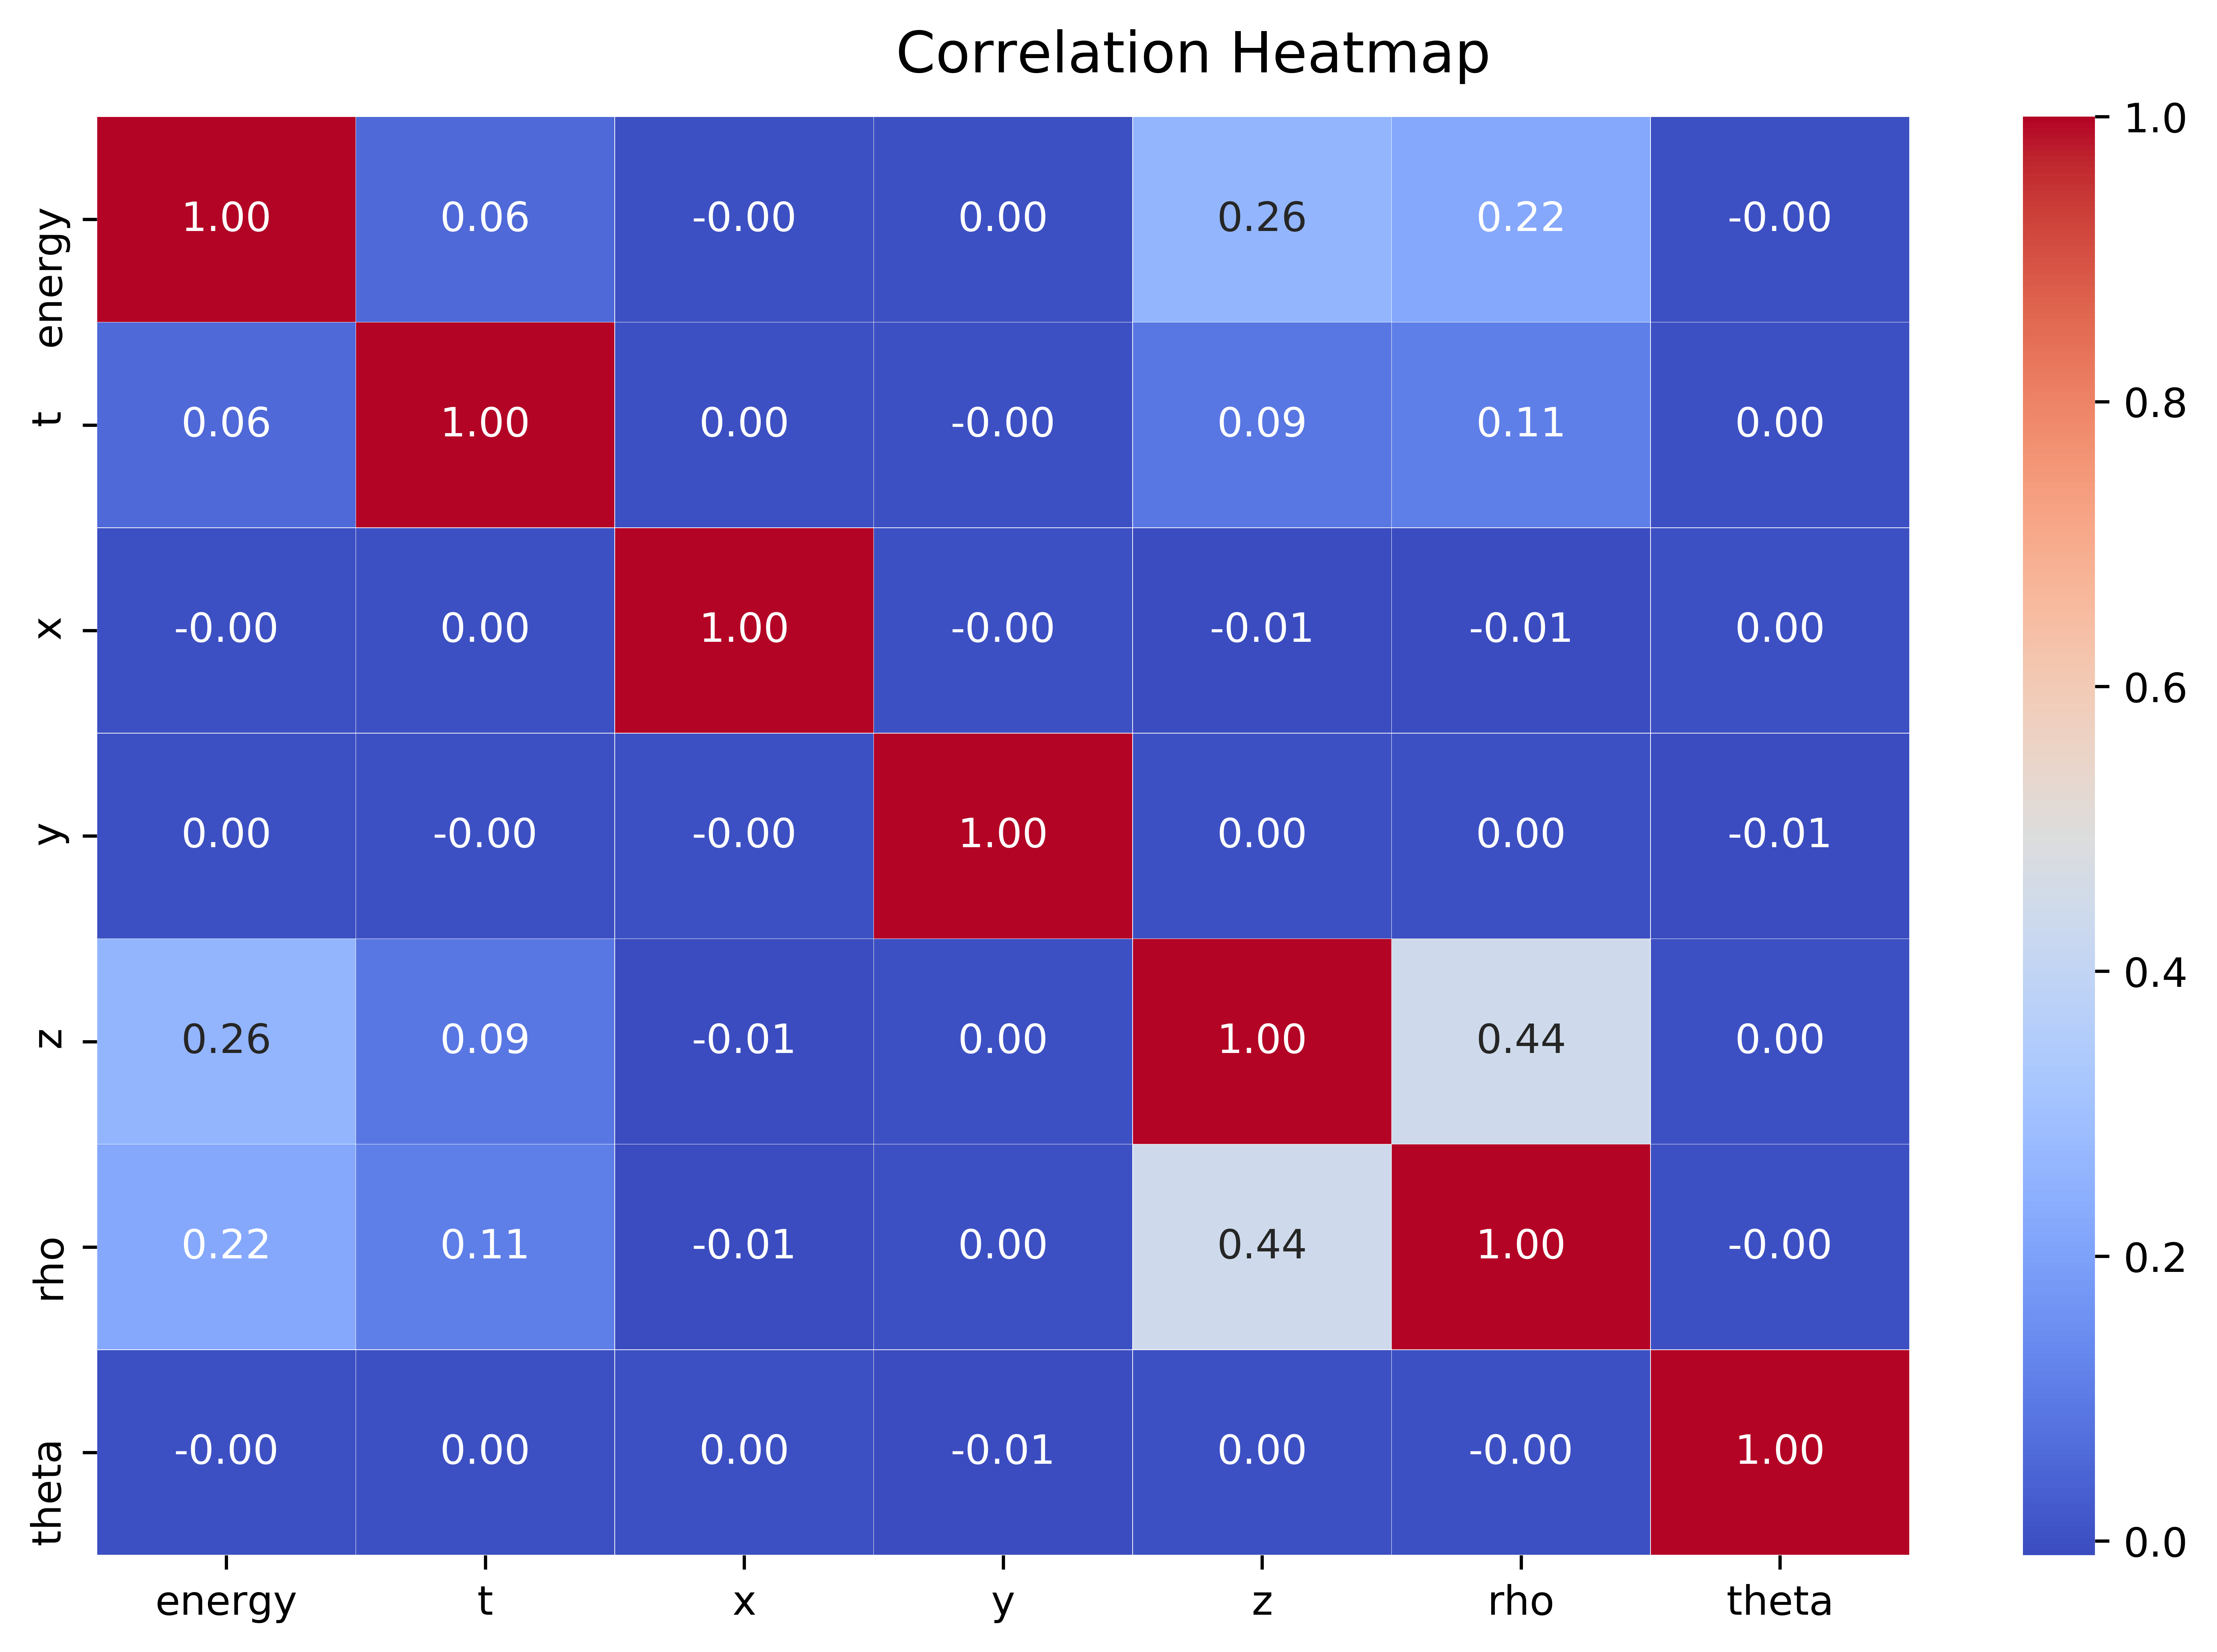 Correlation Heatmap
energy 1.00 0.06 -0.00 0.00 0.26 0.22 -0.00
t 0.06 1.00 0.00 -0.00 0.09 0.11 0.00
x -0.00 0.00 1.00 -0.00 -0.01 -0.01 0.00
y 0.00 -0.00 -0.00 1.00 0.00 0.00 -0.01
z 0.26 0.09 -0.01 0.00 1.00 0.44 0.00
rho 0.22 0.11 -0.01 0.00 0.44 1.00 -0.00
theta -0.00 0.00 0.00 -0.01 0.00 -0.00 1.00
energy t x y z rho theta
1.0
0.8
0.6
0.4
0.2
0.0